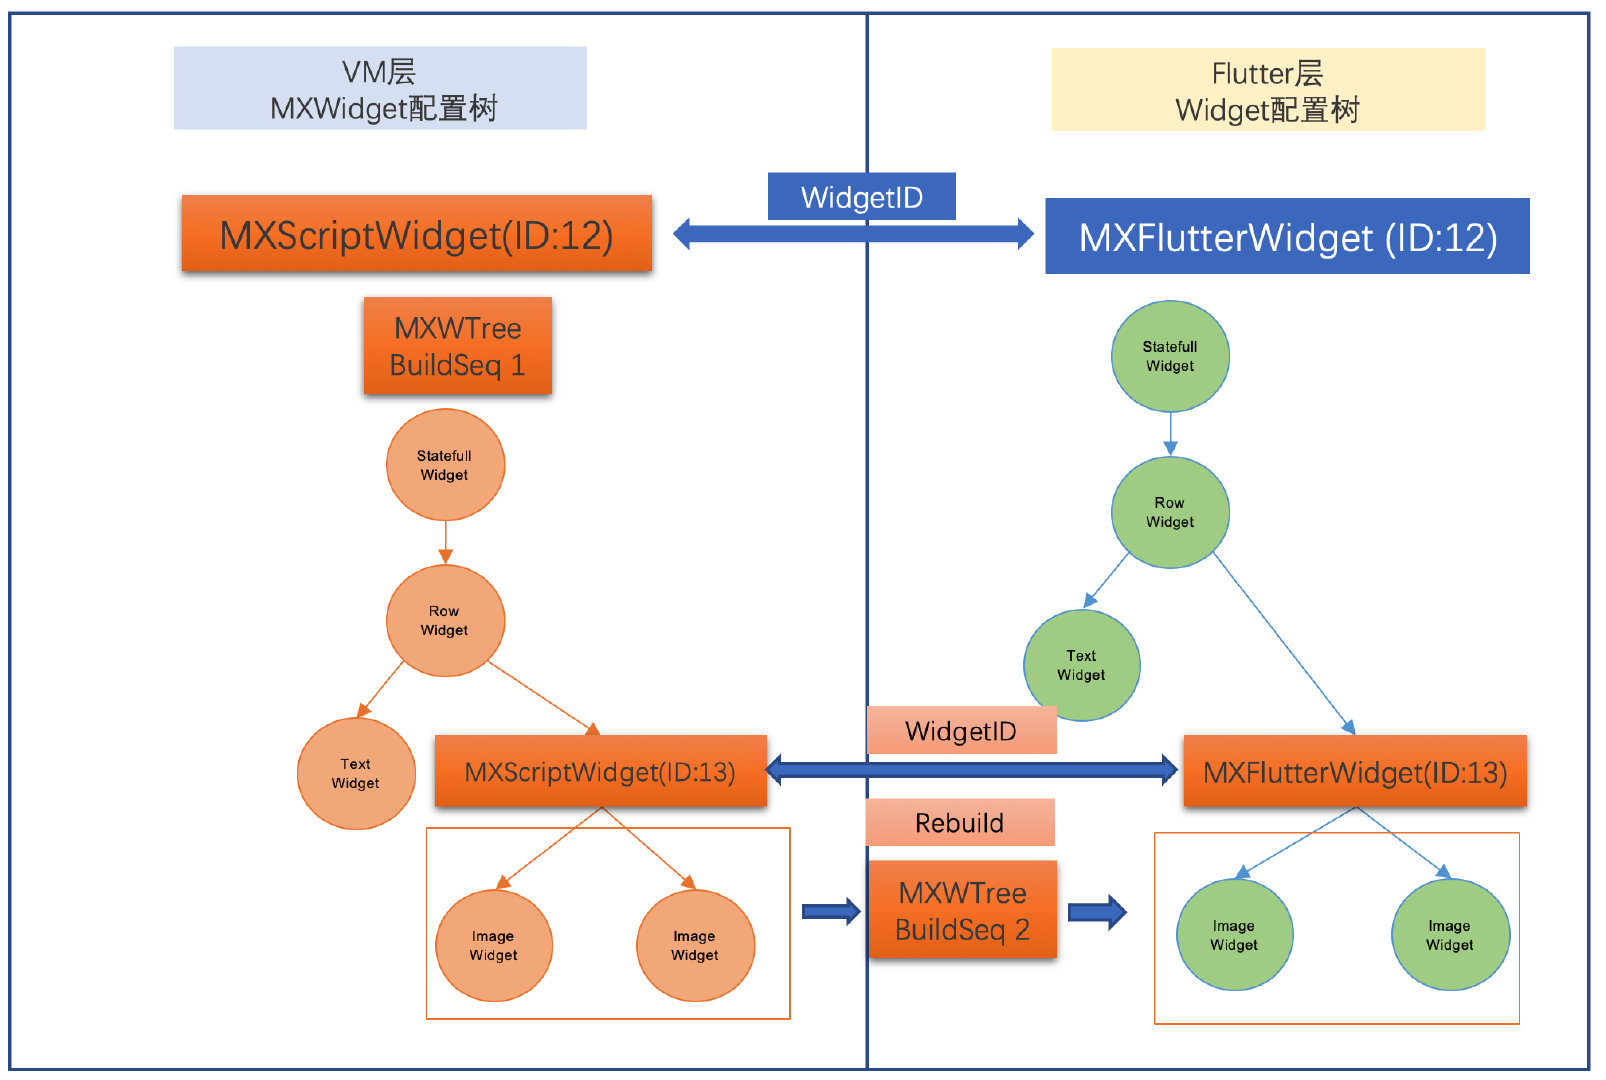 VM层
MXWidget配置树
Flutter层
Widget配置树
WidgetID
MXScriptWidget(ID:12)
MXFlutterWidget (ID:12)
MXWTree
BuildSeq 1
Statefull
Widget
Statefull
Widget
Row
Widget
Row
Widget
Text
Widget
Text
Widget
WidgetID
MXScriptWidget(ID:13)
MXFlutterWidget(ID:13)
Rebuild
MXWTree
BuildSeq 2
Image
Widget
Image
Widget
Image
Widget
Image
Widget